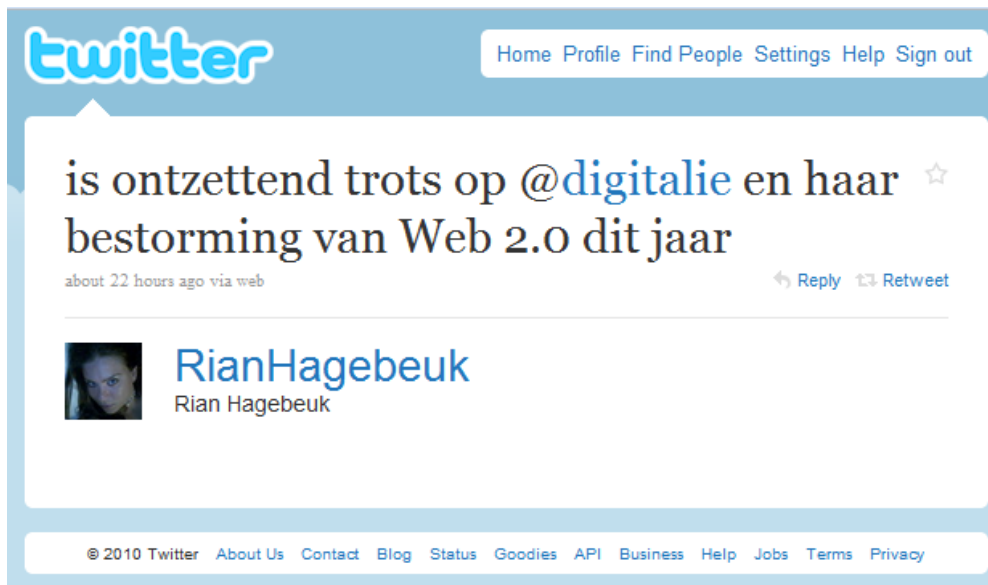 twitter
Home Profile Find People Settings Help Sign out
is ontzettend trots op @digitalie en haar
bestorming van Web 2.0 dit jaar
about 22 hours ago via web
Reply Retweet
RianHagebeuk
Rian Hagebeuk
© 2010 Twitter About Us Contact Blog Status Goodies API Business Help Jobs Terms Privacy